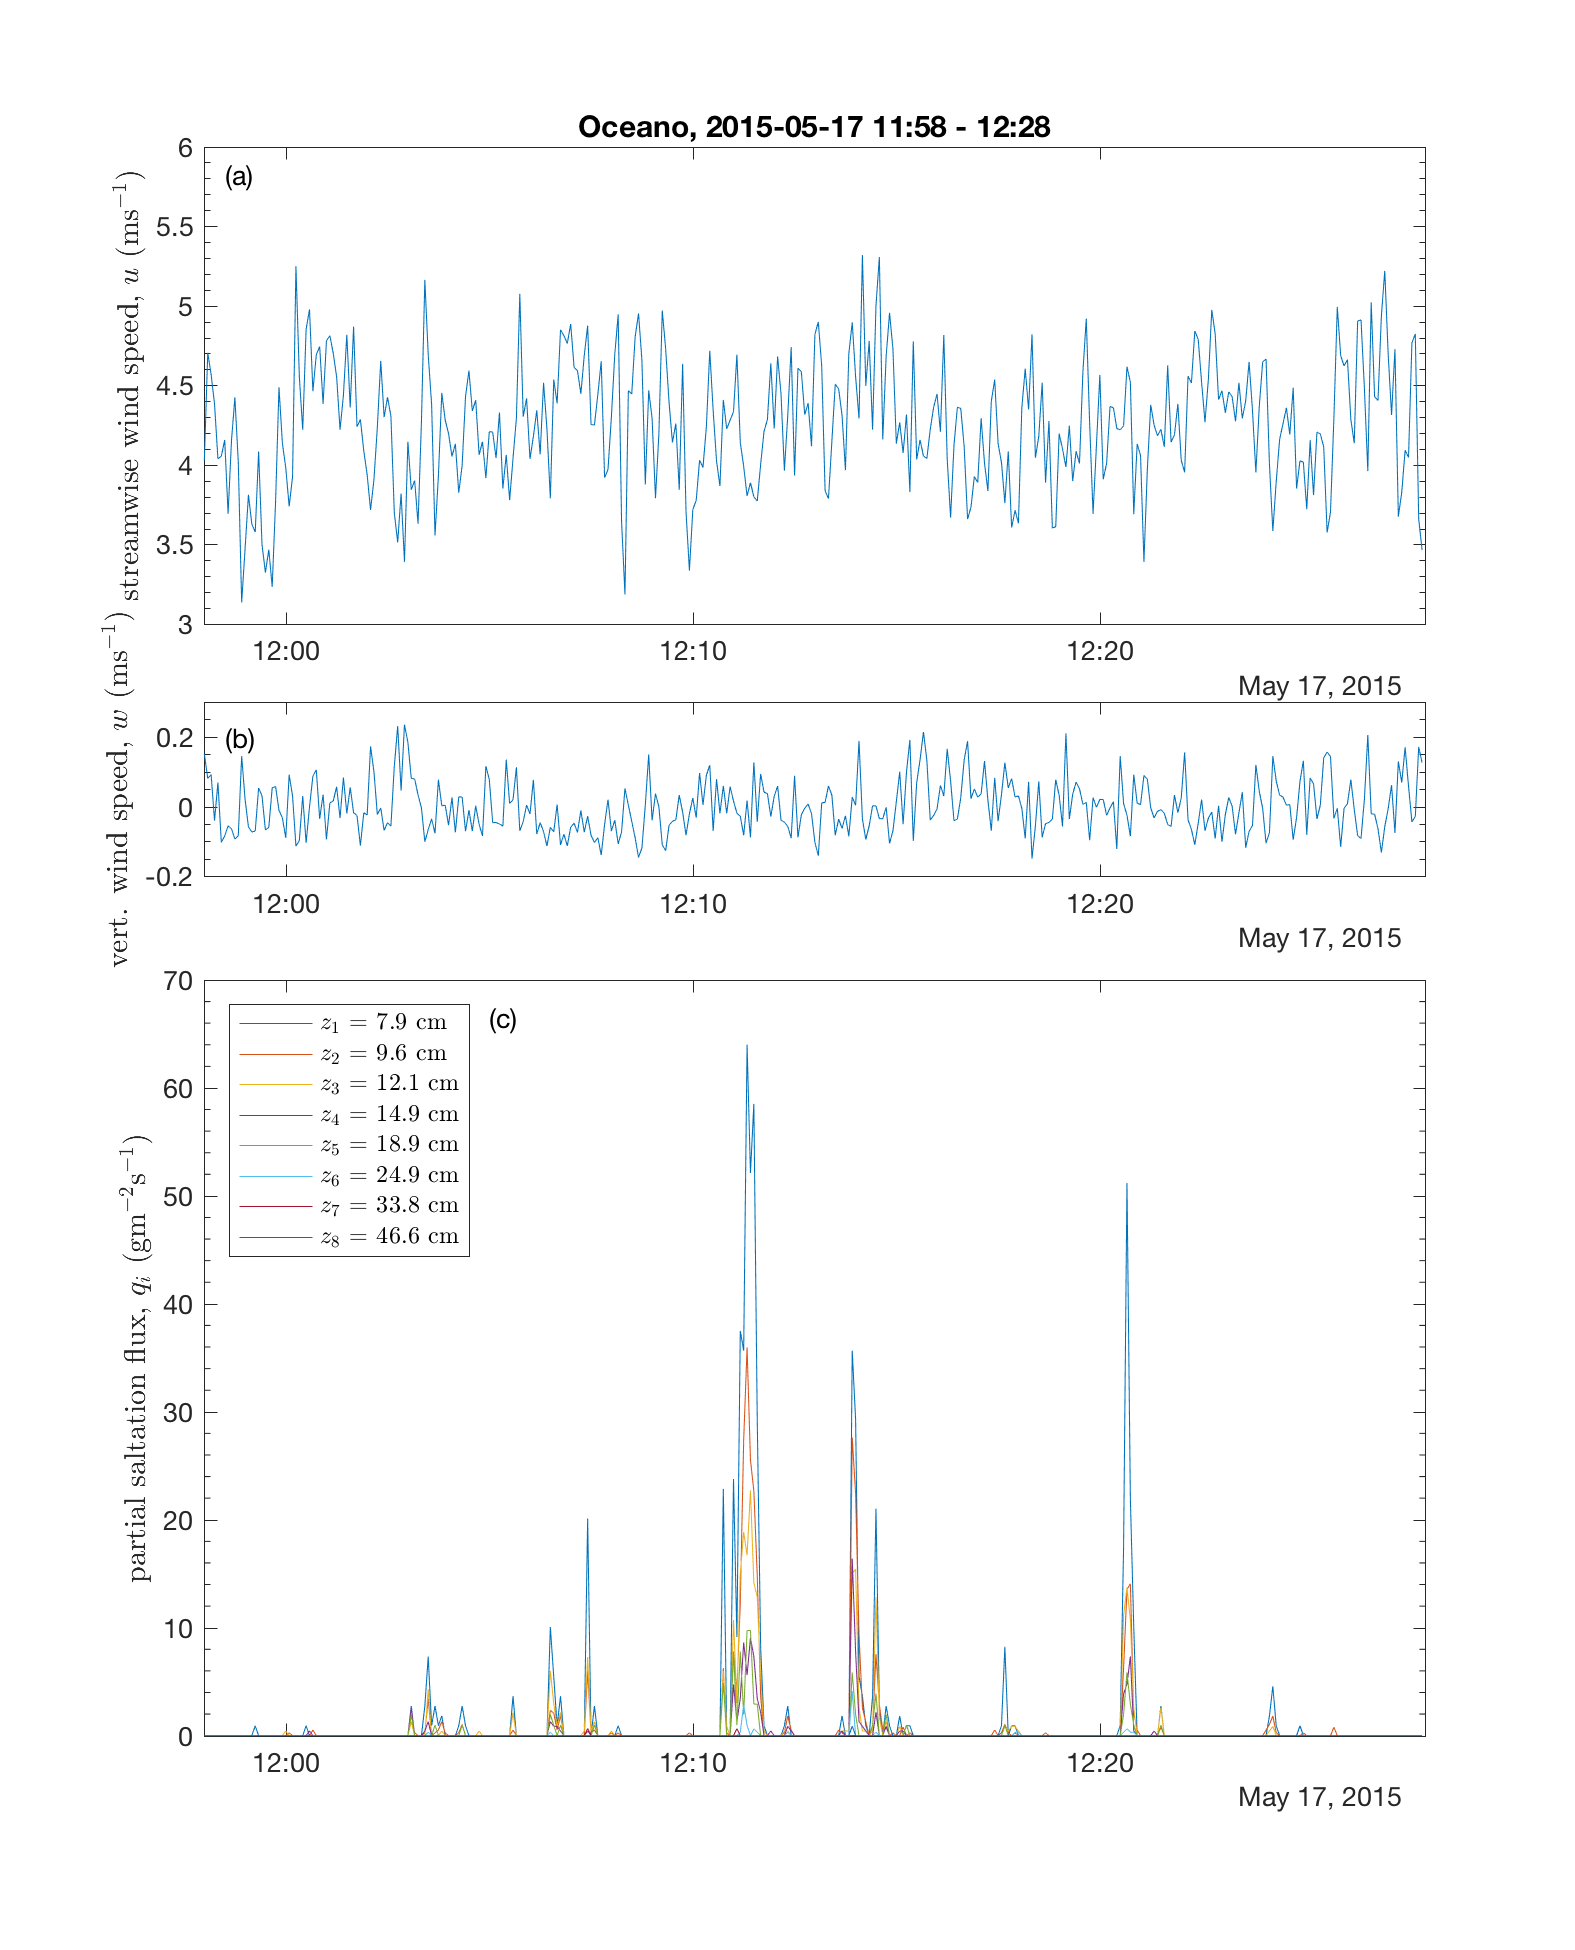 Oceano, 2015-05-17 11:58 - 12:28
(a)
streamwise wind speed, u (ms⁻¹)
6
5.5
5
4.5
4
3.5
3
12:00 12:10 12:20
May 17, 2015
(b)
vert. wind speed, w (ms⁻¹)
0.2
0
-0.2
12:00 12:10 12:20
May 17, 2015
(c)
partial saltation flux, qᵢ (gm⁻²s⁻¹)
70
60
50
40
30
20
10
0
z₁ = 7.9 cm
z₂ = 9.6 cm
z₃ = 12.1 cm
z₄ = 14.9 cm
z₅ = 18.9 cm
z₆ = 24.9 cm
z₇ = 33.8 cm
z₈ = 46.6 cm
12:00 12:10 12:20
May 17, 2015